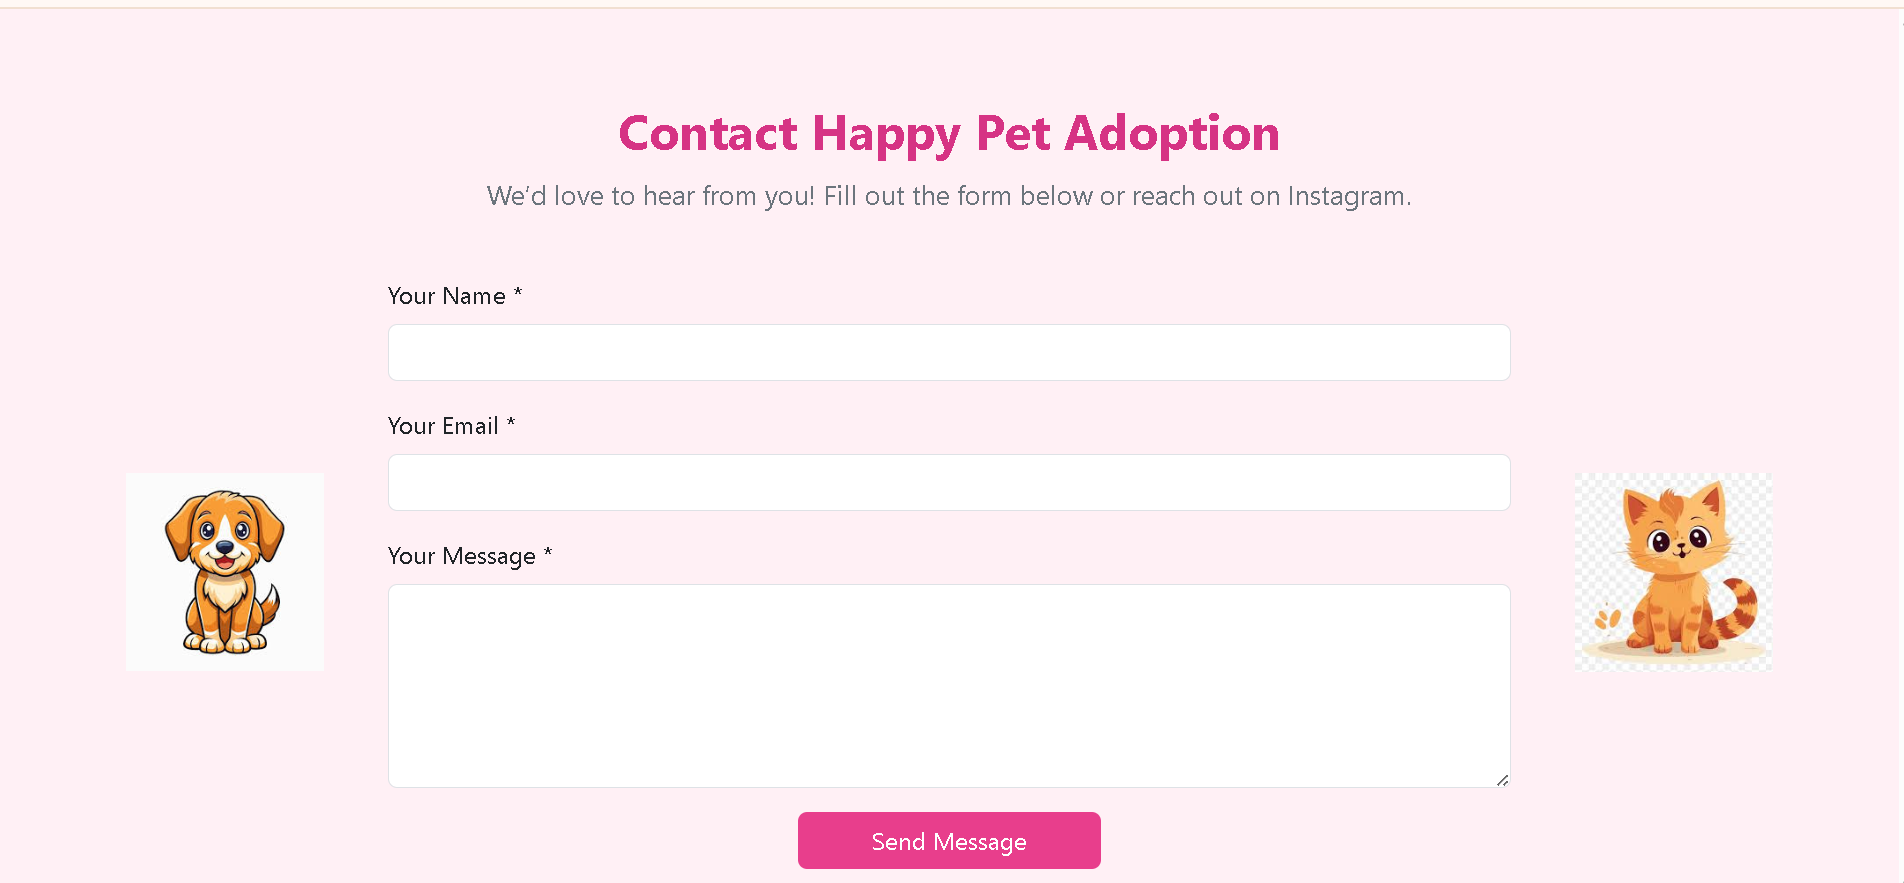 Contact Happy Pet Adoption
We’d love to hear from you! Fill out the form below or reach out on Instagram.
Your Name *
Your Email *
Your Message *
Send Message